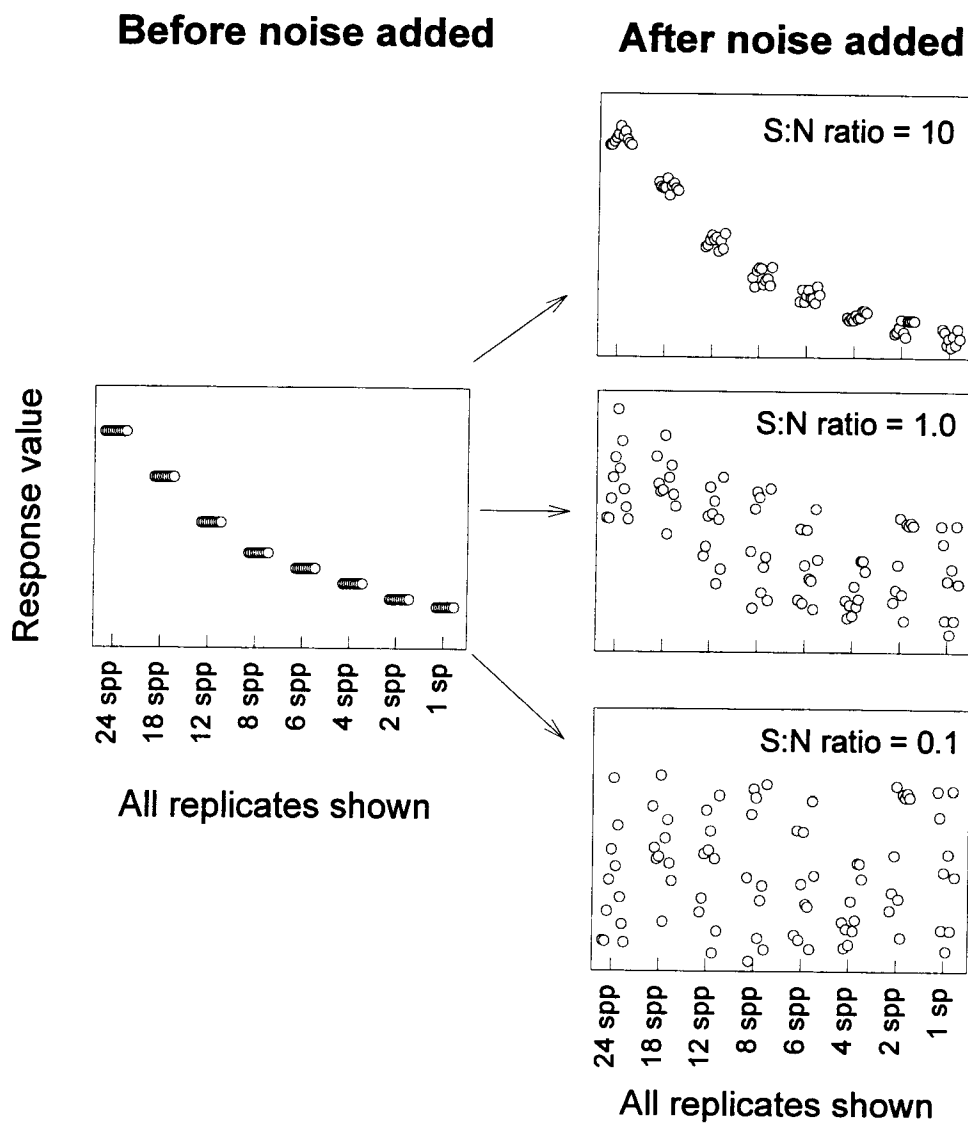 Before noise added
After noise added
S:N ratio = 10
Response value
24 spp
18 spp
12 spp
8 spp
6 spp
4 spp
2 spp
1 sp
All replicates shown
S:N ratio = 1.0
S:N ratio = 0.1
24 spp
18 spp
12 spp
8 spp
6 spp
4 spp
2 spp
1 sp
All replicates shown